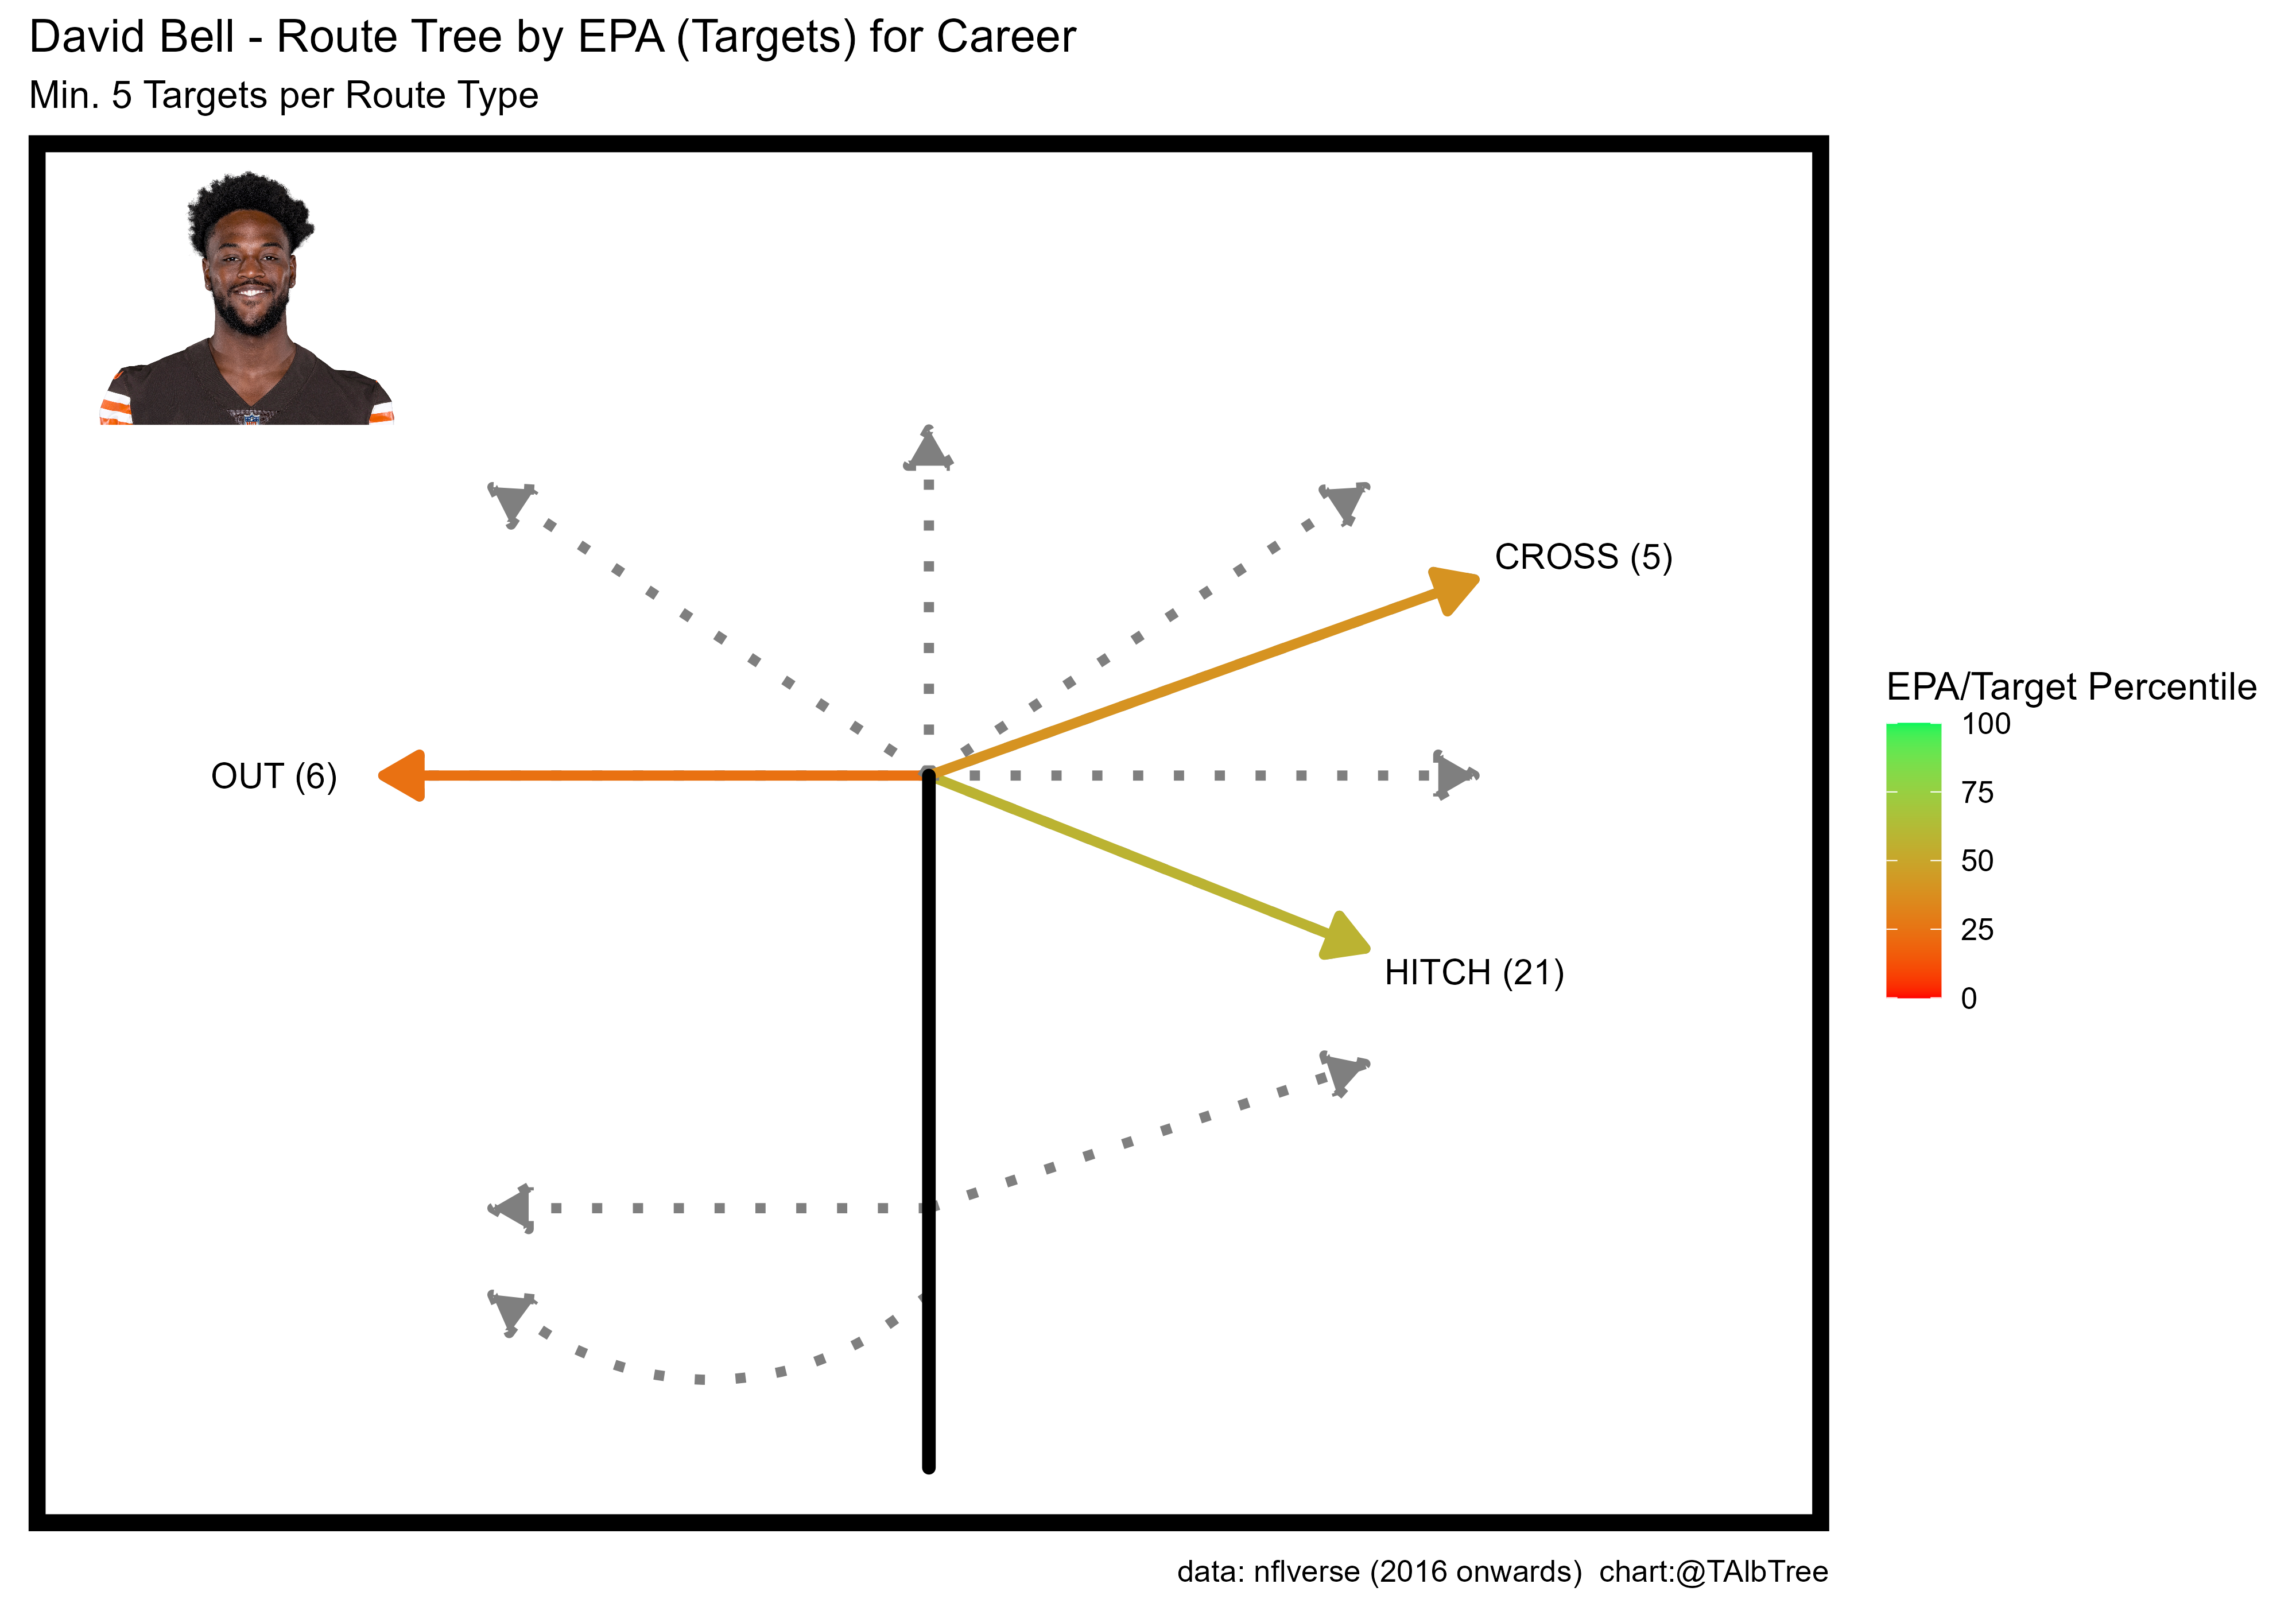 David Bell - Route Tree by EPA (Targets) for Career
Min. 5 Targets per Route Type
CROSS (5)
OUT (6)
HITCH (21)
EPA/Target Percentile
100
75
50
25
0
data: nflverse (2016 onwards)  chart:@TAlbTree